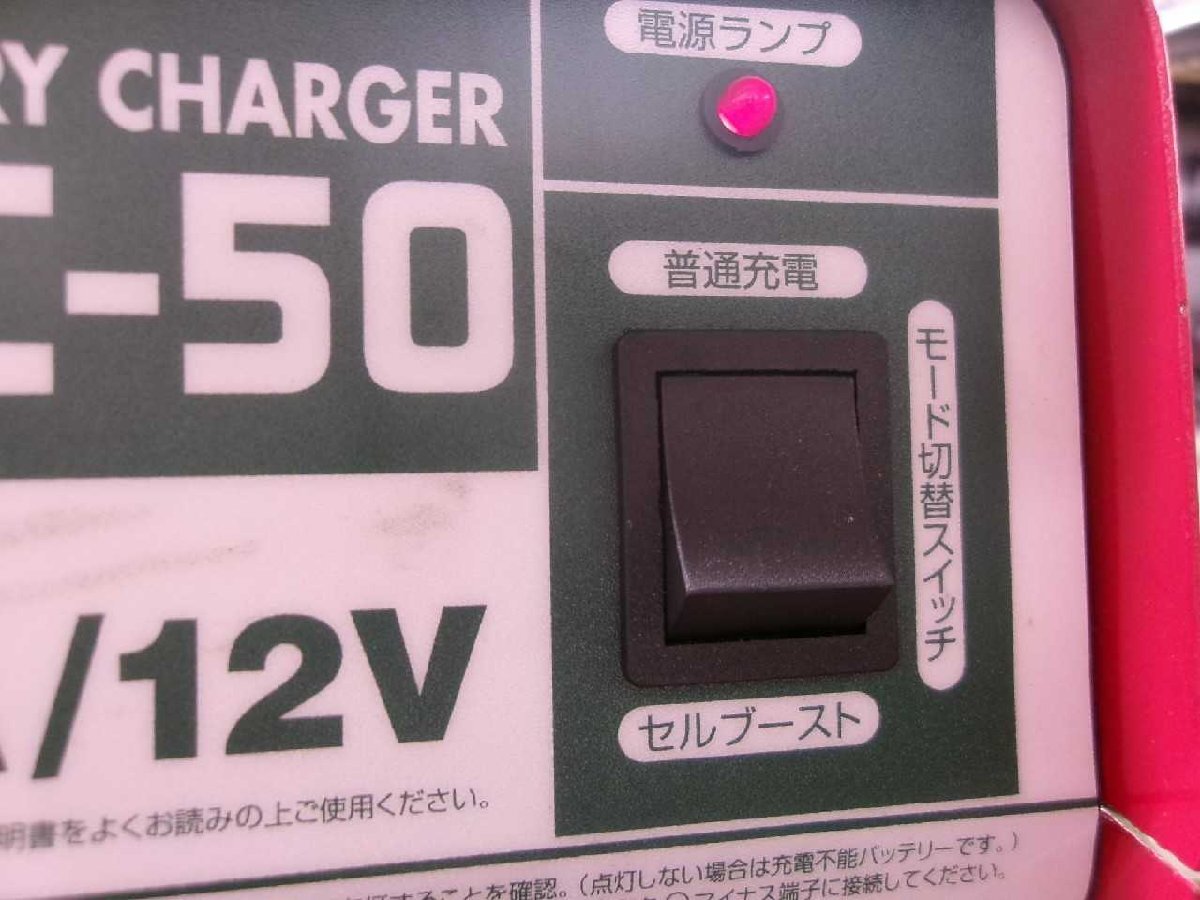 RY CHARGER
-50
/12V
明書をよくお読みの上ご使用ください。
電源ランプ
普通充電
モード切替スイッチ
セルブースト
することを確認。（点灯しない場合は充電不能バッテリーです。）
マイナス端子に接続してください。